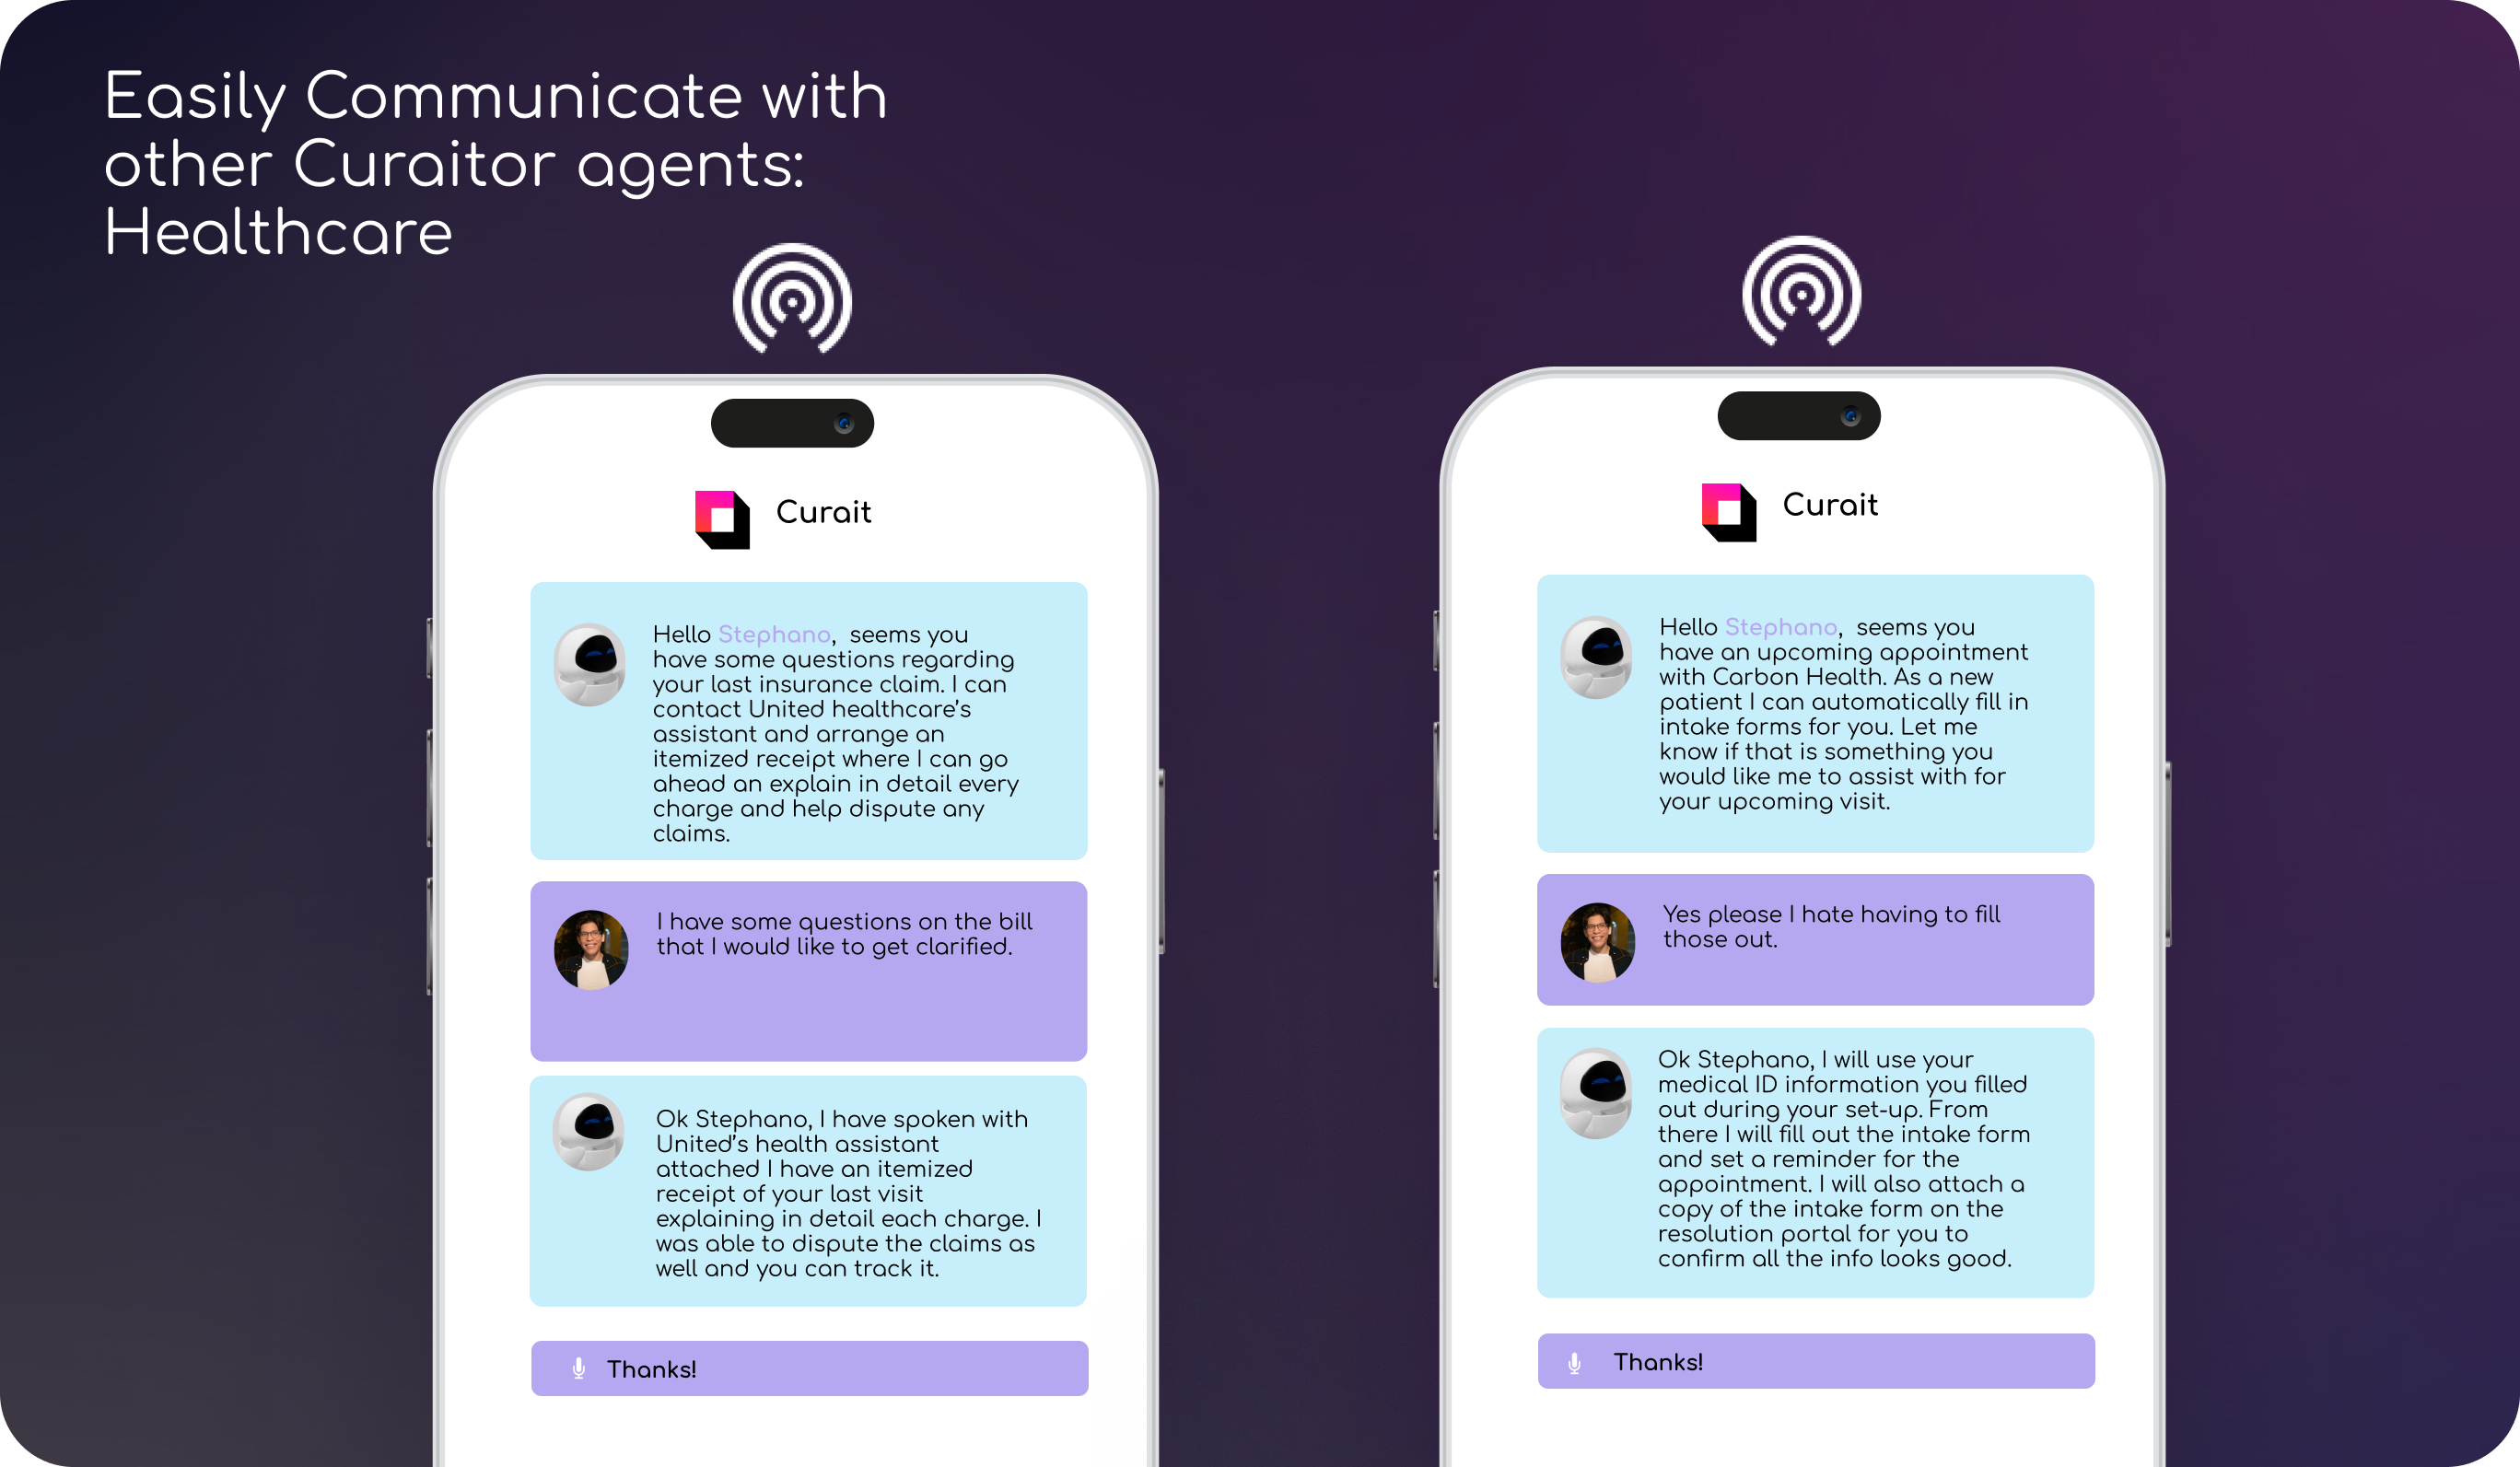 Easily Communicate with
other Curaitor agents:
Healthcare
Curait
Hello Stephano,  seems you
have some questions regarding
your last insurance claim. I can
contact United healthcare’s
assistant and arrange an
itemized receipt where I can go
ahead an explain in detail every
charge and help dispute any
claims.
I have some questions on the bill
that I would like to get clarified.
Ok Stephano, I have spoken with
United’s health assistant
attached I have an itemized
receipt of your last visit
explaining in detail each charge. I
was able to dispute the claims as
well and you can track it.
Thanks!
Curait
Hello Stephano,  seems you
have an upcoming appointment
with Carbon Health. As a new
patient I can automatically fill in
intake forms for you. Let me
know if that is something you
would like me to assist with for
your upcoming visit.
Yes please I hate having to fill
those out.
Ok Stephano, I will use your
medical ID information you filled
out during your set-up. From
there I will fill out the intake form
and set a reminder for the
appointment. I will also attach a
copy of the intake form on the
resolution portal for you to
confirm all the info looks good.
Thanks!